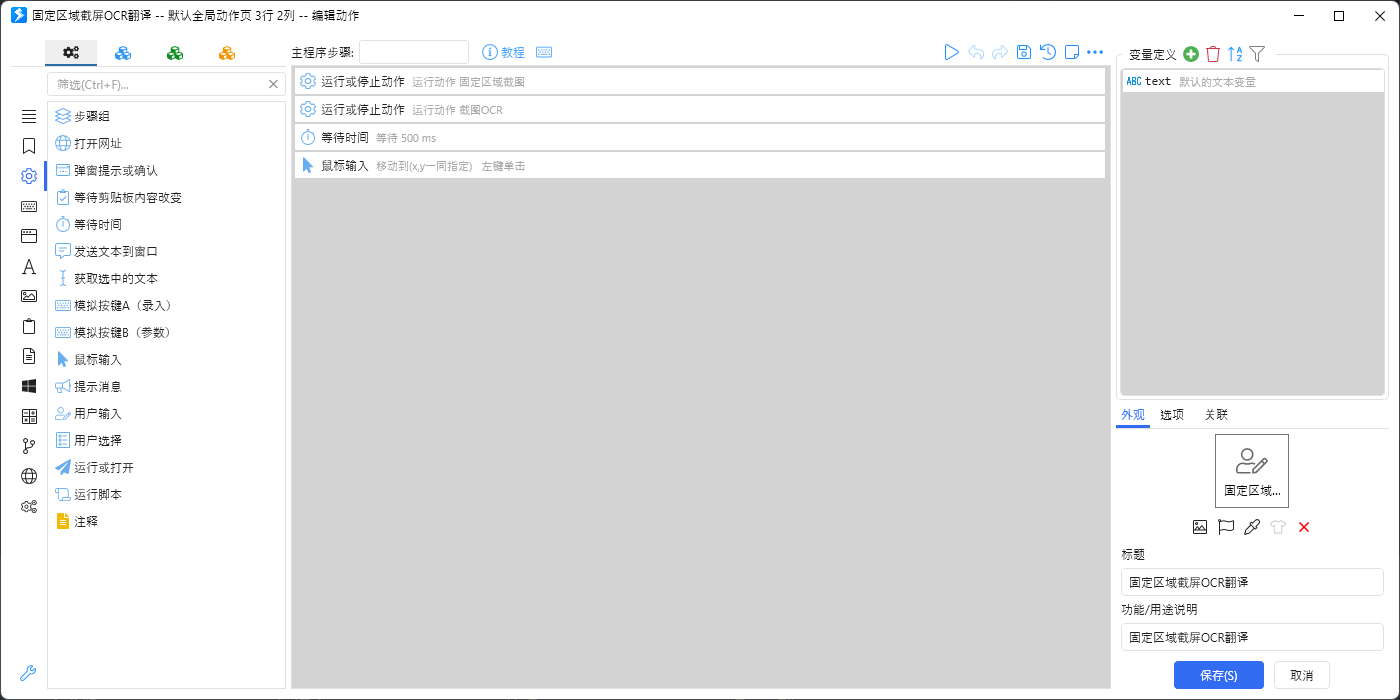 固定区域截屏OCR翻译 -- 默认全局动作页 3行 2列 -- 编辑动作
主程序步骤:
教程
筛选(Ctrl+F)...
步骤组
打开网址
弹窗提示或确认
等待剪贴板内容改变
等待时间
发送文本到窗口
获取选中的文本
模拟按键A（录入）
模拟按键B（参数）
鼠标输入
提示消息
用户输入
用户选择
运行或打开
运行脚本
注释
运行或停止动作 运行动作 固定区域截图
运行或停止动作 运行动作 截图OCR
等待时间 等待 500 ms
鼠标输入 移动到(x,y一同指定) 左键单击
变量定义
ABC text 默认的文本变量
外观 选项 关联
固定区域...
标题
固定区域截屏OCR翻译
功能/用途说明
固定区域截屏OCR翻译
保存(S) 取消